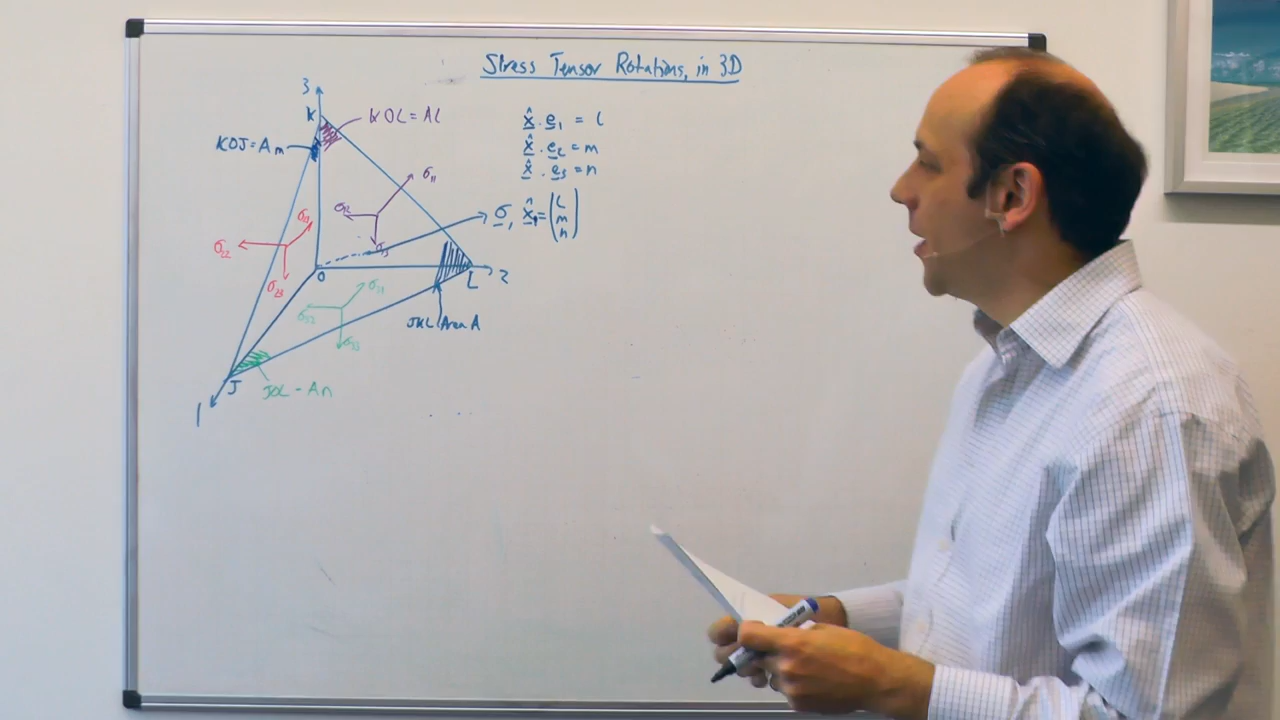 Stress Tensor Rotations, in 3D
3
K
KOL = Al
KOJ = Am
x̂ . e₁ = l
x̂ . e₂ = m
x̂ . e₃ = n
σ₁₁
σ₁₂
σ₁₃
σ₂₁
σ₂₂
σ₂₃
σ, x̂₁ = (l m n)
O
L
2
σ₃₁
σ₃₂
σ₃₃
JKL Area A
J
JOL - An
1